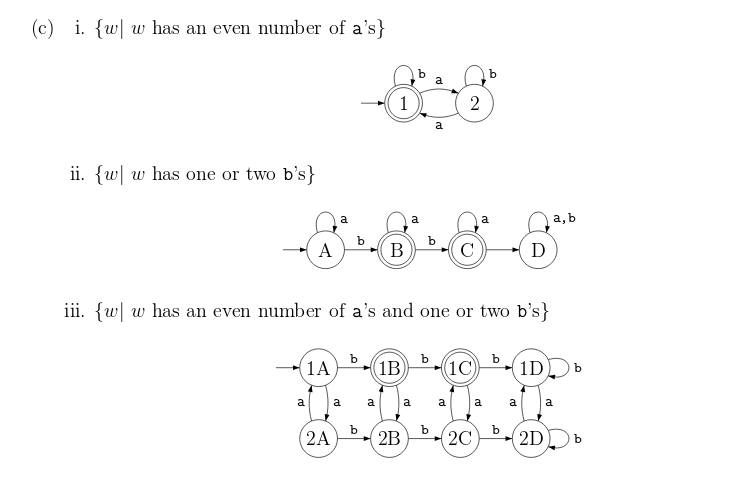 (c) i. {w| w has an even number of a's}
b a b
1 2
a
ii. {w| w has one or two b's}
a a a a,b
b b
A B C D
iii. {w| w has an even number of a's and one or two b's}
b b b
1A 1B 1C 1D b
a a a a a a a a
b b b
2A 2B 2C 2D b